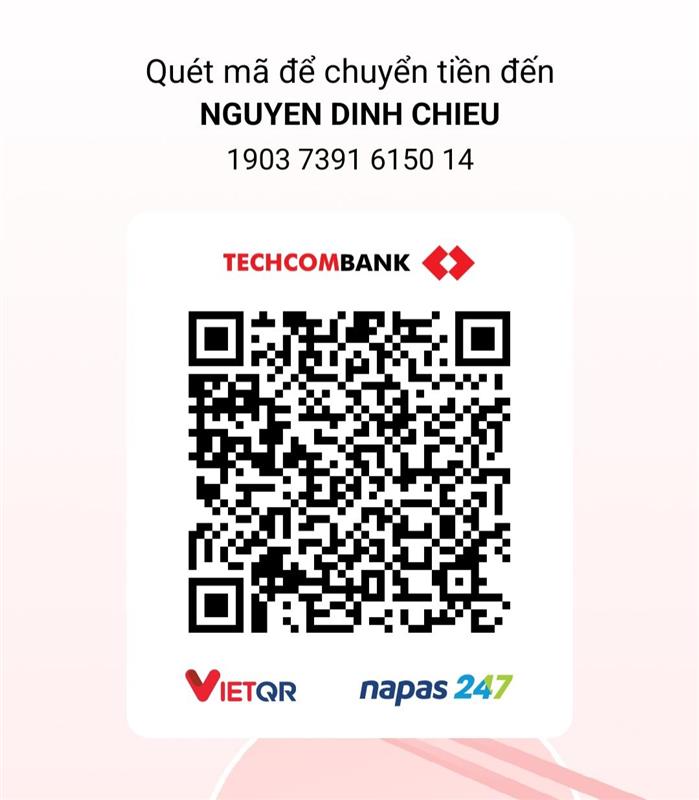 Quét mã để chuyển tiền đến
NGUYEN DINH CHIEU
1903 7391 6150 14
TECHCOMBANK
VIETQR
napas 247